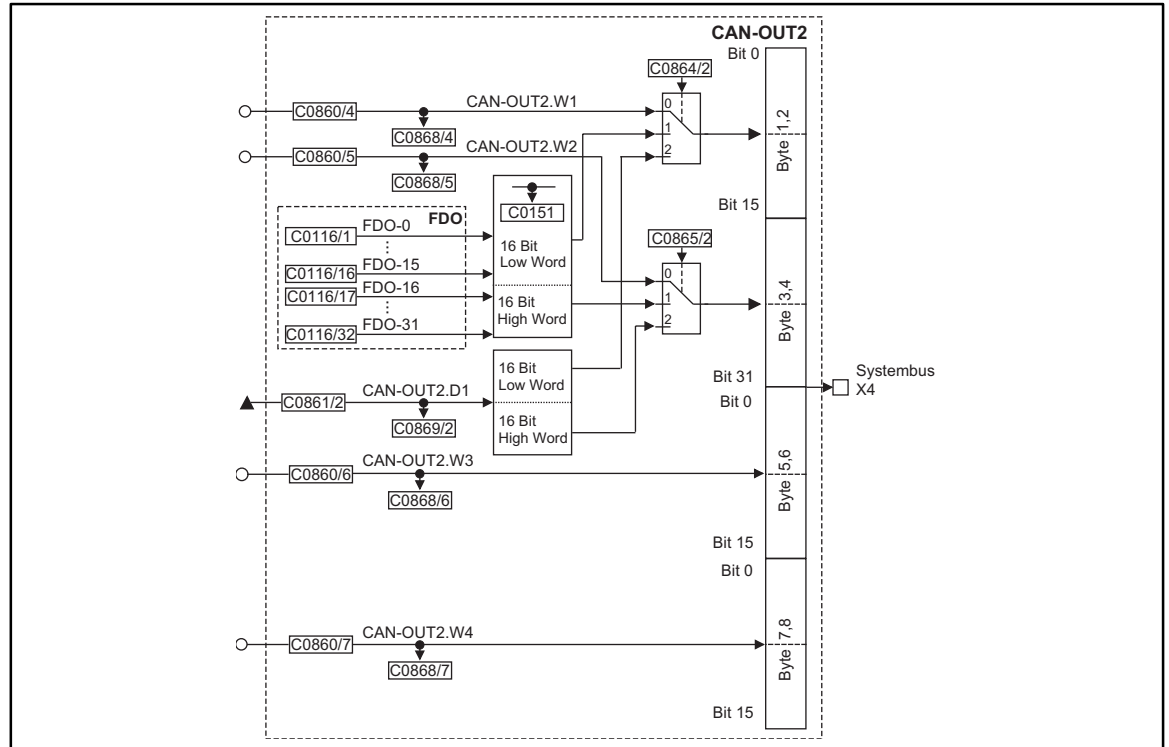 CAN-OUT2
Bit 0
C0864/2
C0860/4
CAN-OUT2.W1
0
1
2
C0868/4
Byte 1,2
C0860/5
CAN-OUT2.W2
C0868/5
Bit 15
FDO
C0151
C0116/1
FDO-0
16 Bit
Low Word
C0865/2
C0116/16
FDO-15
0
1
2
C0116/17
FDO-16
16 Bit
High Word
Byte 3,4
C0116/32
FDO-31
16 Bit
Low Word
Bit 31
Systembus
X4
C0861/2
CAN-OUT2.D1
Bit 0
C0869/2
16 Bit
High Word
CAN-OUT2.W3
C0860/6
Byte 5,6
C0868/6
Bit 15
Bit 0
CAN-OUT2.W4
C0860/7
Byte 7,8
C0868/7
Bit 15